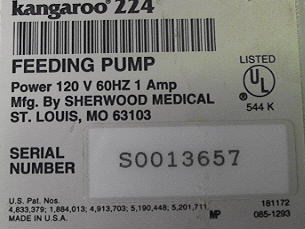 kangaroo 224
FEEDING PUMP
Power 120 V 60HZ 1 Amp
Mfg. By SHERWOOD MEDICAL
ST. LOUIS, MO 63103
LISTED
UL
544 K
SERIAL
NUMBER
S0013657
U.S. Pat. Nos.
4,833,379; 1,884,013; 4,913,703; 5,190,448; 5,201,711
MADE IN U.S.A.
MP
181172
085-1293